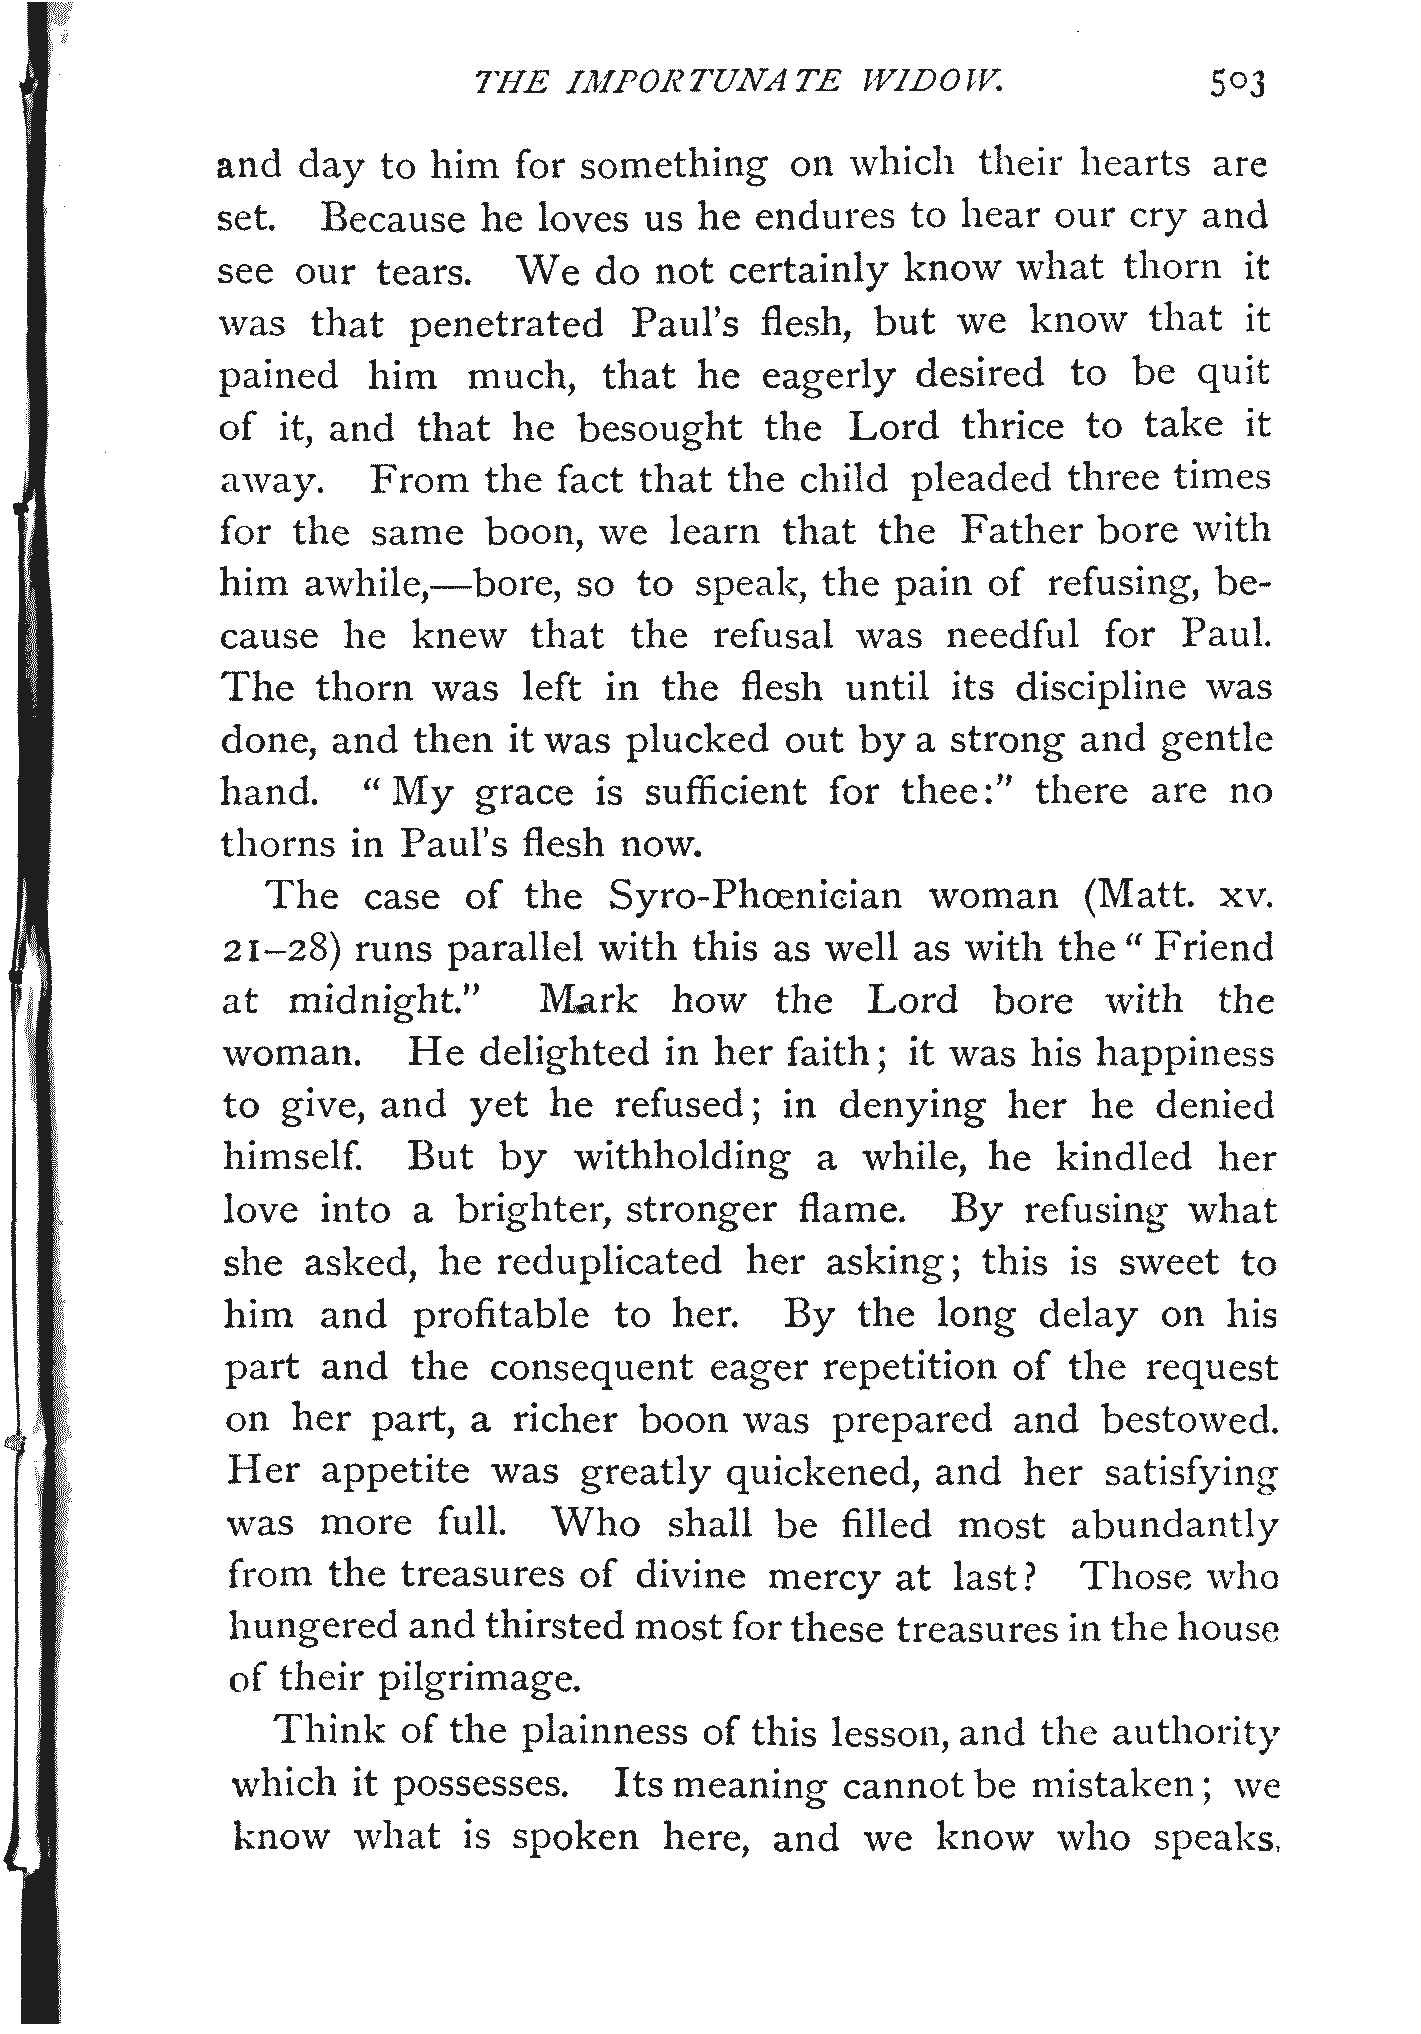 THE IMPORTUNATE WIDOW. 503
and day to him for something on which their hearts are
set. Because he loves us he endures to hear our cry and
see our tears. We do not certainly know what thorn it
was that penetrated Paul's flesh, but we know that it
pained him much, that he eagerly desired to be quit
of it, and that he besought the Lord thrice to take it
away. From the fact that the child pleaded three times
for the same boon, we learn that the Father bore with
him awhile,—bore, so to speak, the pain of refusing, be-
cause he knew that the refusal was needful for Paul.
The thorn was left in the flesh until its discipline was
done, and then it was plucked out by a strong and gentle
hand. "My grace is sufficient for thee:" there are no
thorns in Paul's flesh now.
The case of the Syro-Phœnician woman (Matt. xv.
21–28) runs parallel with this as well as with the "Friend
at midnight." Mark how the Lord bore with the
woman. He delighted in her faith; it was his happiness
to give, and yet he refused; in denying her he denied
himself. But by withholding a while, he kindled her
love into a brighter, stronger flame. By refusing what
she asked, he reduplicated her asking; this is sweet to
him and profitable to her. By the long delay on his
part and the consequent eager repetition of the request
on her part, a richer boon was prepared and bestowed.
Her appetite was greatly quickened, and her satisfying
was more full. Who shall be filled most abundantly
from the treasures of divine mercy at last? Those who
hungered and thirsted most for these treasures in the house
of their pilgrimage.
Think of the plainness of this lesson, and the authority
which it possesses. Its meaning cannot be mistaken; we
know what is spoken here, and we know who speaks,